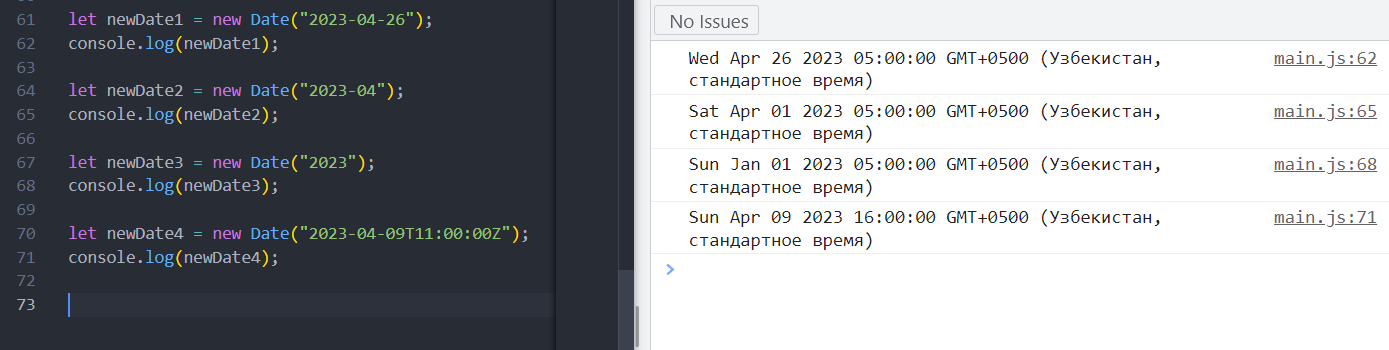 61 let newDate1 = new Date("2023-04-26");
62 console.log(newDate1);
63
64 let newDate2 = new Date("2023-04");
65 console.log(newDate2);
66
67 let newDate3 = new Date("2023");
68 console.log(newDate3);
69
70 let newDate4 = new Date("2023-04-09T11:00:00Z");
71 console.log(newDate4);
72
73
No Issues
Wed Apr 26 2023 05:00:00 GMT+0500 (Узбекистан, main.js:62
стандартное время)
Sat Apr 01 2023 05:00:00 GMT+0500 (Узбекистан, main.js:65
стандартное время)
Sun Jan 01 2023 05:00:00 GMT+0500 (Узбекистан, main.js:68
стандартное время)
Sun Apr 09 2023 16:00:00 GMT+0500 (Узбекистан, main.js:71
стандартное время)